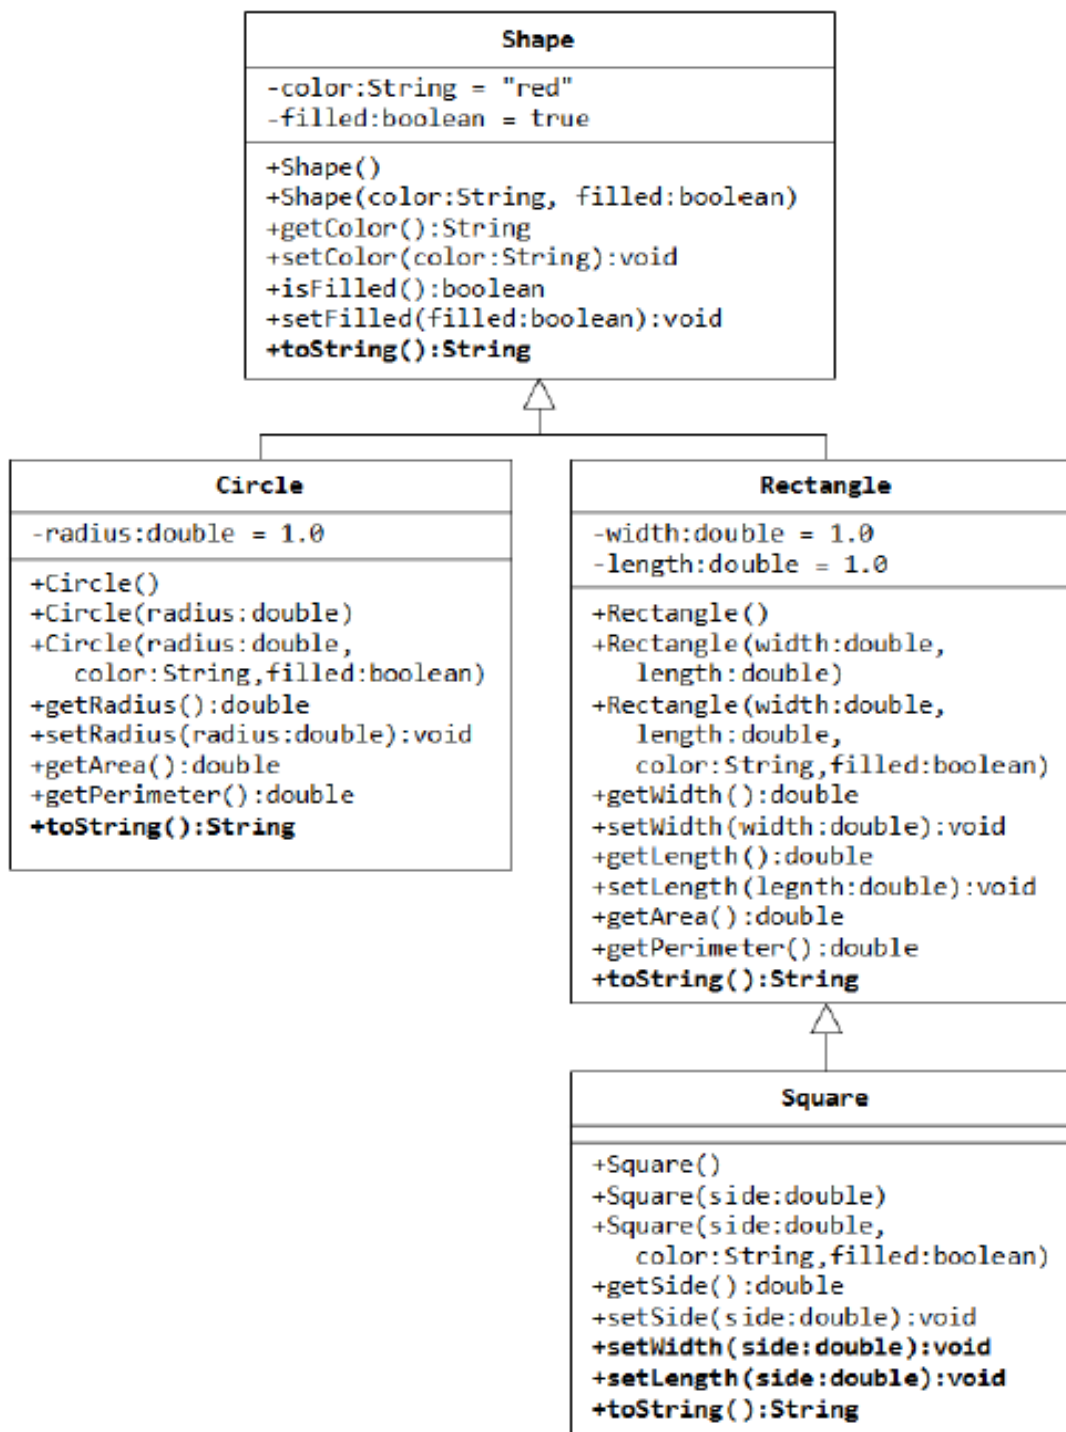 Shape
-color:String = "red"
-filled:boolean = true
+Shape()
+Shape(color:String, filled:boolean)
+getColor():String
+setColor(color:String):void
+isFilled():boolean
+setFilled(filled:boolean):void
+toString():String
Circle
-radius:double = 1.0
+Circle()
+Circle(radius:double)
+Circle(radius:double,
color:String,filled:boolean)
+getRadius():double
+setRadius(radius:double):void
+getArea():double
+getPerimeter():double
+toString():String
Rectangle
-width:double = 1.0
-length:double = 1.0
+Rectangle()
+Rectangle(width:double,
length:double)
+Rectangle(width:double,
length:double,
color:String,filled:boolean)
+getWidth():double
+setWidth(width:double):void
+getLength():double
+setLength(legnth:double):void
+getArea():double
+getPerimeter():double
+toString():String
Square
+Square()
+Square(side:double)
+Square(side:double,
color:String,filled:boolean)
+getSide():double
+setSide(side:double):void
+setWidth(side:double):void
+setLength(side:double):void
+toString():String